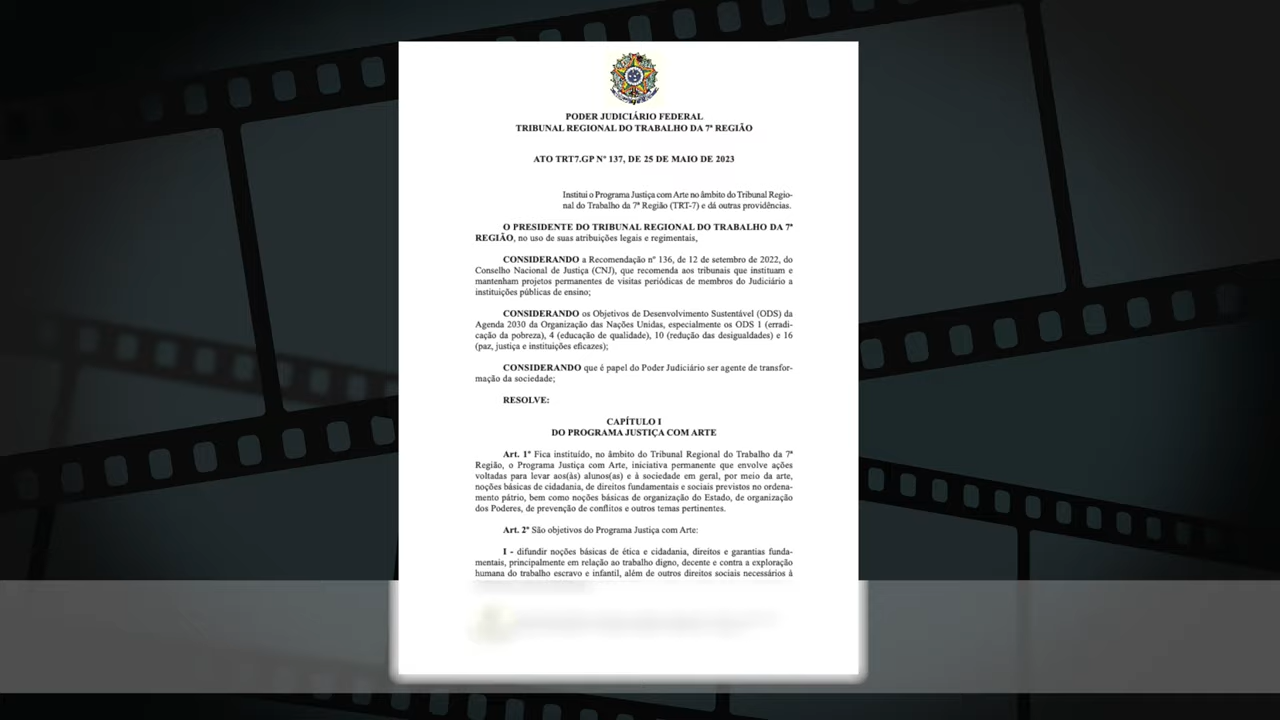 PODER JUDICIÁRIO FEDERAL
TRIBUNAL REGIONAL DO TRABALHO DA 7ª REGIÃO
ATO TRT7.GP Nº 137, DE 25 DE MAIO DE 2023
Institui o Programa Justiça com Arte no âmbito do Tribunal Regio-
nal do Trabalho da 7ª Região (TRT-7) e dá outras providências.
O PRESIDENTE DO TRIBUNAL REGIONAL DO TRABALHO DA 7ª
REGIÃO, no uso de suas atribuições legais e regimentais,
CONSIDERANDO a Recomendação nº 136, de 12 de setembro de 2022, do
Conselho Nacional de Justiça (CNJ), que recomenda aos tribunais que instituam e
mantenham projetos permanentes de visitas periódicas de membros do Judiciário a
instituições públicas de ensino;
CONSIDERANDO os Objetivos de Desenvolvimento Sustentável (ODS) da
Agenda 2030 da Organização das Nações Unidas, especialmente os ODS 1 (erradi-
cação da pobreza), 4 (educação de qualidade), 10 (redução das desigualdades) e 16
(paz, justiça e instituições eficazes);
CONSIDERANDO que é papel do Poder Judiciário ser agente de transfor-
mação da sociedade;
RESOLVE:
CAPÍTULO I
DO PROGRAMA JUSTIÇA COM ARTE
Art. 1º Fica instituído, no âmbito do Tribunal Regional do Trabalho da 7ª
Região, o Programa Justiça com Arte, iniciativa permanente que envolve ações
voltadas para levar aos(às) alunos(as) e à sociedade em geral, por meio da arte,
noções básicas de cidadania, de direitos fundamentais e sociais previstos no ordena-
mento pátrio, bem como noções básicas de organização do Estado, de organização
dos Poderes, de prevenção de conflitos e outros temas pertinentes.
Art. 2º São objetivos do Programa Justiça com Arte:
I - difundir noções básicas de ética e cidadania, direitos e garantias funda-
mentais, principalmente em relação ao trabalho digno, decente e contra a exploração
humana do trabalho escravo e infantil, além de outros direitos sociais necessários à